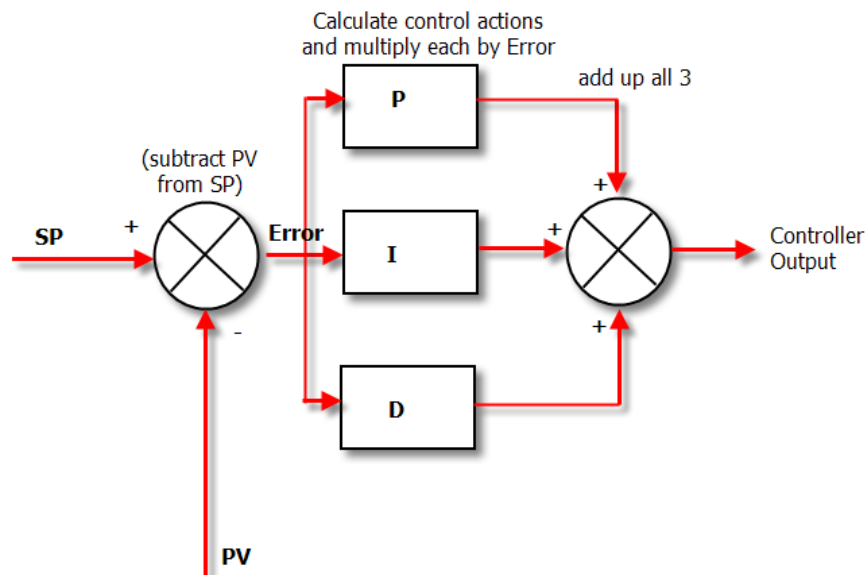 Calculate control actions
and multiply each by Error
P
add up all 3
(subtract PV
from SP)
+
+
SP
+
Error
I
Controller
Output
-
+
D
PV